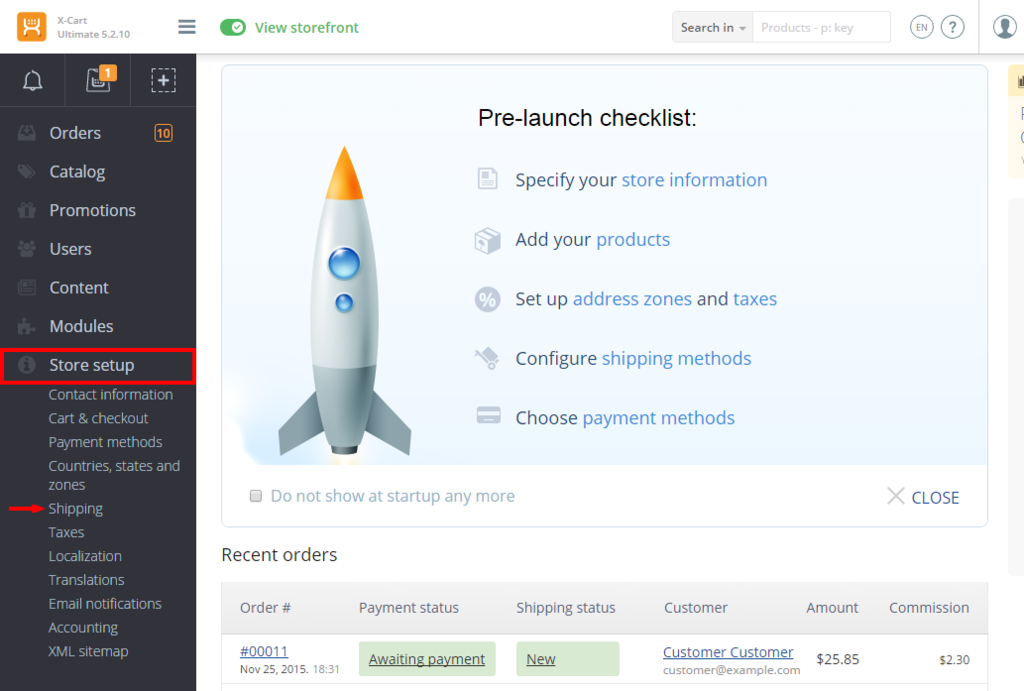 X-Cart
Ultimate 5.2.10
View storefront
Search in
Products - p: key
EN
?
1
Orders
10
Catalog
Promotions
Users
Content
Modules
Store setup
Contact information
Cart & checkout
Payment methods
Countries, states and
zones
Shipping
Taxes
Localization
Translations
Email notifications
Accounting
XML sitemap
Pre-launch checklist:
Specify your store information
Add your products
%
Set up address zones and taxes
Configure shipping methods
Choose payment methods
Do not show at startup any more
CLOSE
Recent orders
Order # Payment status Shipping status Customer Amount Commission
#00011 Awaiting payment New Customer Customer $25.85 $2.30
Nov 25, 2015. 18:31 customer@example.com